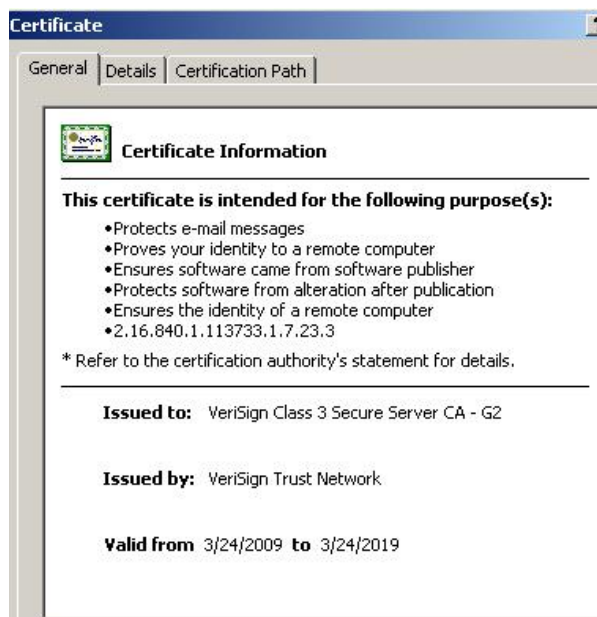 Certificate
General Details Certification Path
Certificate Information
This certificate is intended for the following purpose(s):
•Protects e-mail messages
•Proves your identity to a remote computer
•Ensures software came from software publisher
•Protects software from alteration after publication
•Ensures the identity of a remote computer
•2.16.840.1.113733.1.7.23.3
* Refer to the certification authority's statement for details.
Issued to: VeriSign Class 3 Secure Server CA - G2
Issued by: VeriSign Trust Network
Valid from 3/24/2009 to 3/24/2019